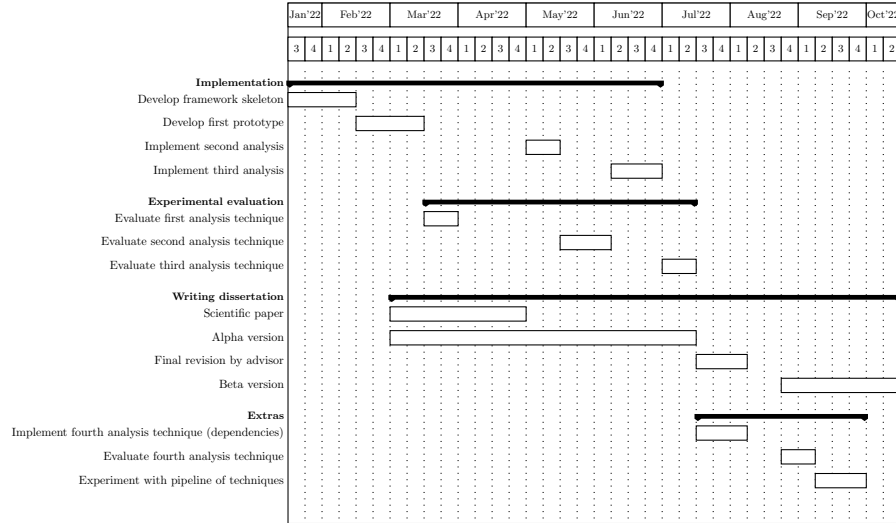 Jan'22 Feb'22 Mar'22 Apr'22 May'22 Jun'22 Jul'22 Aug'22 Sep'22 Oct'22
3 4 1 2 3 4 1 2 3 4 1 2 3 4 1 2 3 4 1 2 3 4 1 2 3 4 1 2 3 4 1 2 3 4 1 2
Implementation
Develop framework skeleton
Develop first prototype
Implement second analysis
Implement third analysis
Experimental evaluation
Evaluate first analysis technique
Evaluate second analysis technique
Evaluate third analysis technique
Writing dissertation
Scientific paper
Alpha version
Final revision by advisor
Beta version
Extras
Implement fourth analysis technique (dependencies)
Evaluate fourth analysis technique
Experiment with pipeline of techniques